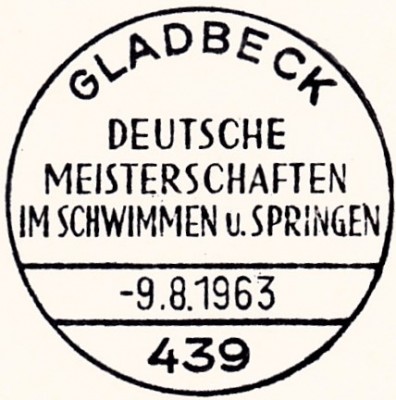 GLADBECK
DEUTSCHE
MEISTERSCHAFTEN
IM SCHWIMMEN u. SPRINGEN
-9.8.1963
439